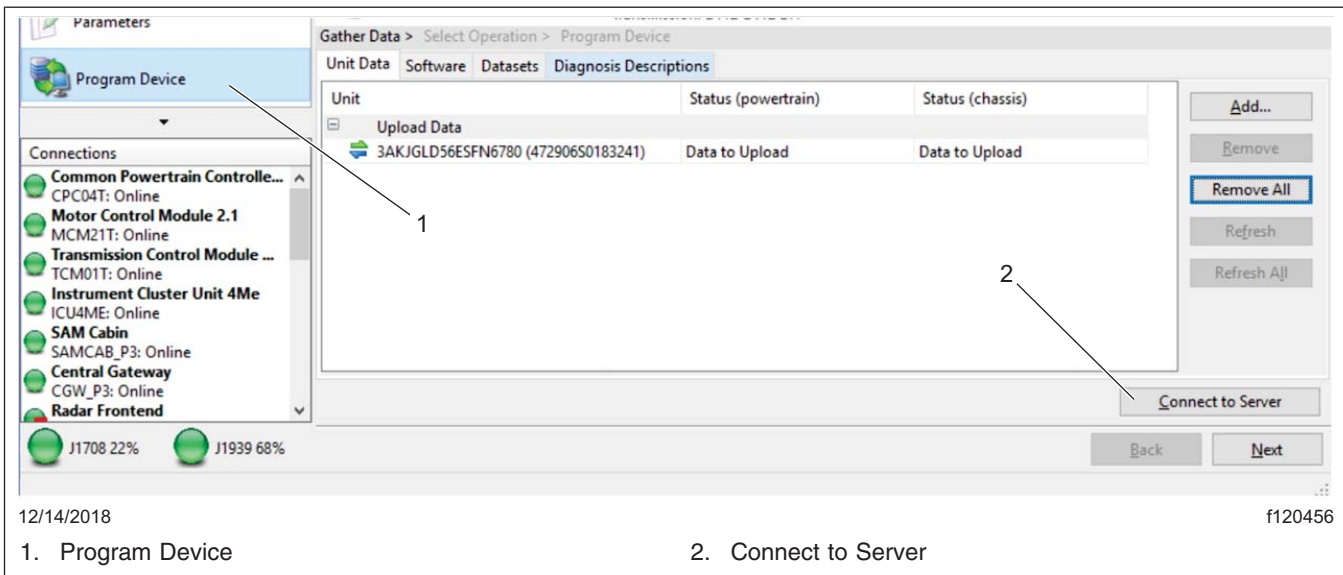 Parameters
Gather Data > Select Operation > Program Device
Program Device
Unit Data Software Datasets Diagnosis Descriptions
Unit Status (powertrain) Status (chassis)
Upload Data
3AKJGLD56ESFN6780 (472906S0183241) Data to Upload Data to Upload
Add...
Remove
Remove All
Refresh
Refresh All
Connections
Common Powertrain Controlle...
CPC04T: Online
Motor Control Module 2.1
MCM21T: Online
Transmission Control Module ...
TCM01T: Online
Instrument Cluster Unit 4Me
ICU4ME: Online
SAM Cabin
SAMCAB_P3: Online
Central Gateway
CGW_P3: Online
Radar Frontend
1
2
Connect to Server
J1708 22% J1939 68%
Back Next
12/14/2018 f120456
1. Program Device 2. Connect to Server